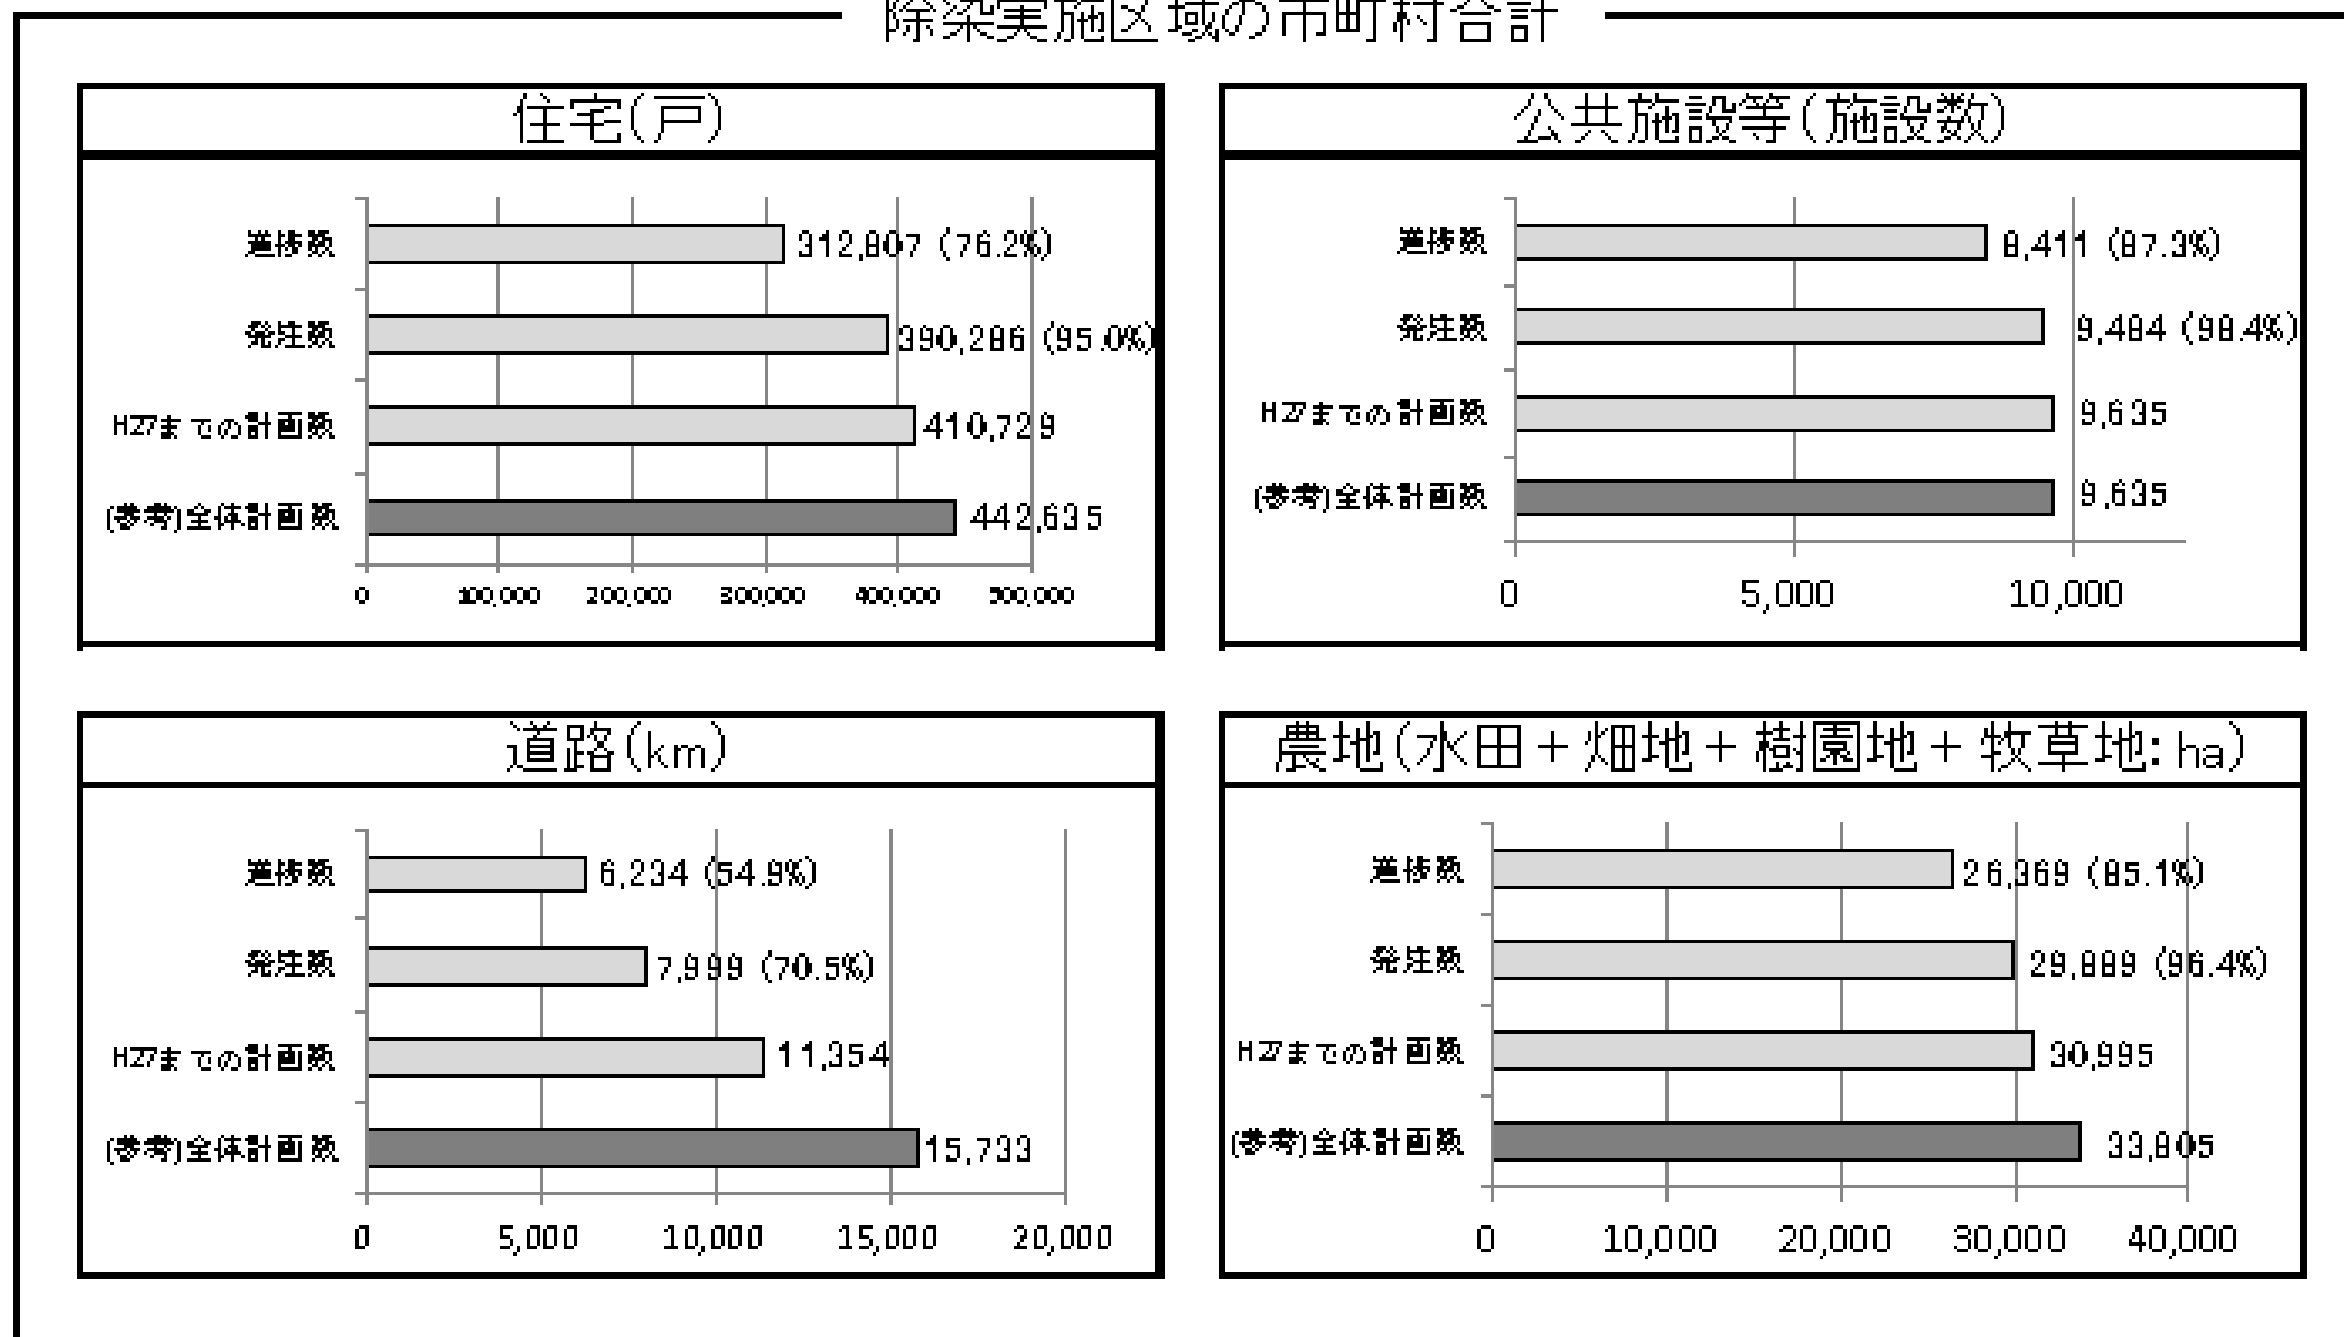 除染実施区域の市町村合計
住宅(戸)
進捗数 312,807 (76.2%)
発注数 390,286 (95.0%)
H27までの計画数 410,729
(参考)全体計画数 442,635
0 100,000 200,000 300,000 400,000 500,000
公共施設等(施設数)
進捗数 8,411 (87.3%)
発注数 9,484 (98.4%)
H27までの計画数 9,635
(参考)全体計画数 9,635
0 5,000 10,000
道路(km)
進捗数 6,234 (54.9%)
発注数 7,999 (70.5%)
H27までの計画数 11,354
(参考)全体計画数 15,733
0 5,000 10,000 15,000 20,000
農地(水田+畑地+樹園地+牧草地:ha)
進捗数 26,369 (85.1%)
発注数 29,889 (96.4%)
H27までの計画数 30,995
(参考)全体計画数 33,805
0 10,000 20,000 30,000 40,000